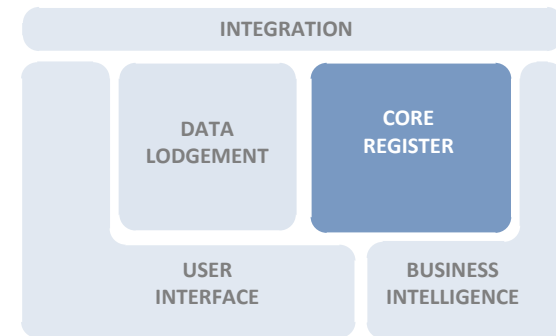 INTEGRATION
DATA
LODGEMENT
CORE
REGISTER
USER
INTERFACE
BUSINESS
INTELLIGENCE